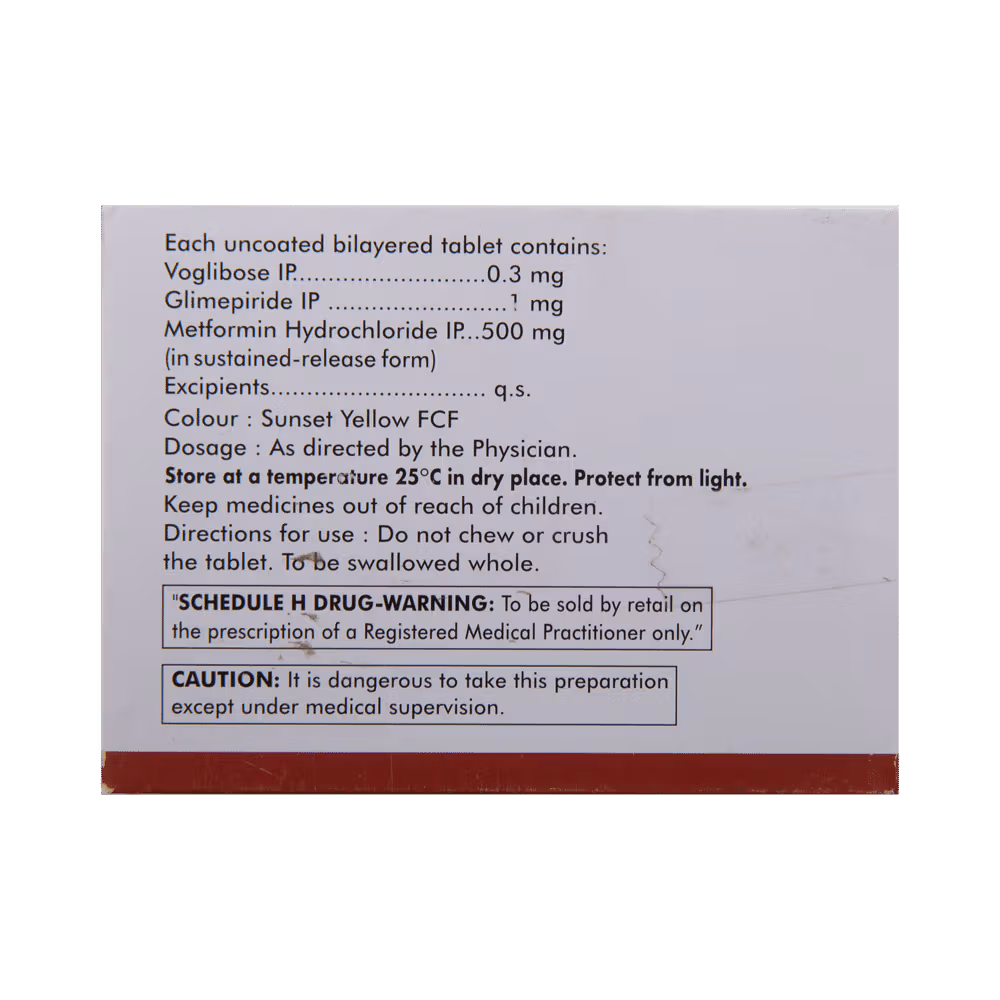 Each uncoated bilayered tablet contains:
Voglibose IP...........................0.3 mg
Glimepiride IP .........................1 mg
Metformin Hydrochloride IP...500 mg
(in sustained-release form)
Excipients.............................. q.s.
Colour : Sunset Yellow FCF
Dosage : As directed by the Physician.
Store at a temperature 25°C in dry place. Protect from light.
Keep medicines out of reach of children.
Directions for use : Do not chew or crush
the tablet. To be swallowed whole.
"SCHEDULE H DRUG-WARNING: To be sold by retail on
the prescription of a Registered Medical Practitioner only."
CAUTION: It is dangerous to take this preparation
except under medical supervision.